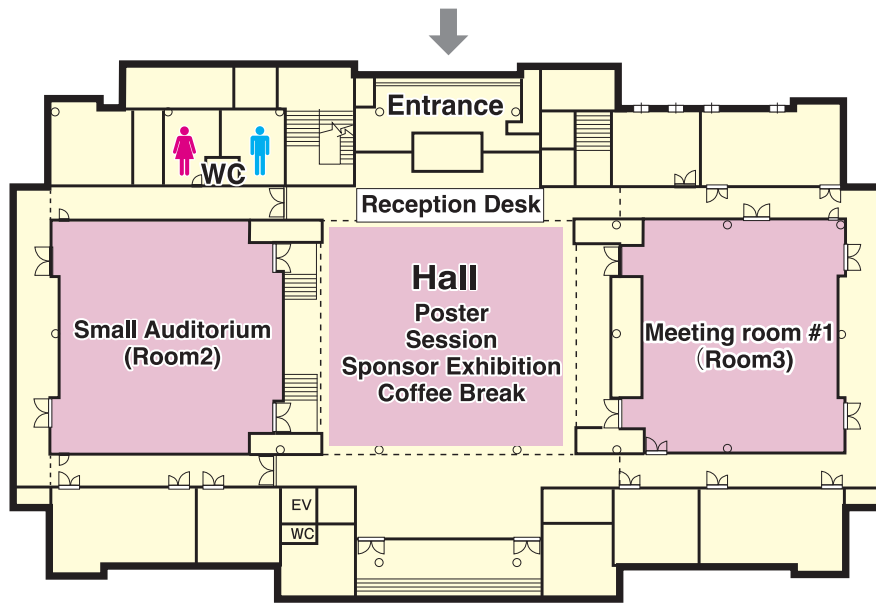 Entrance
WC
Reception Desk
Hall
Poster
Session
Sponsor Exhibition
Coffee Break
Small Auditorium
(Room2)
Meeting room #1
（Room3)
EV
WC